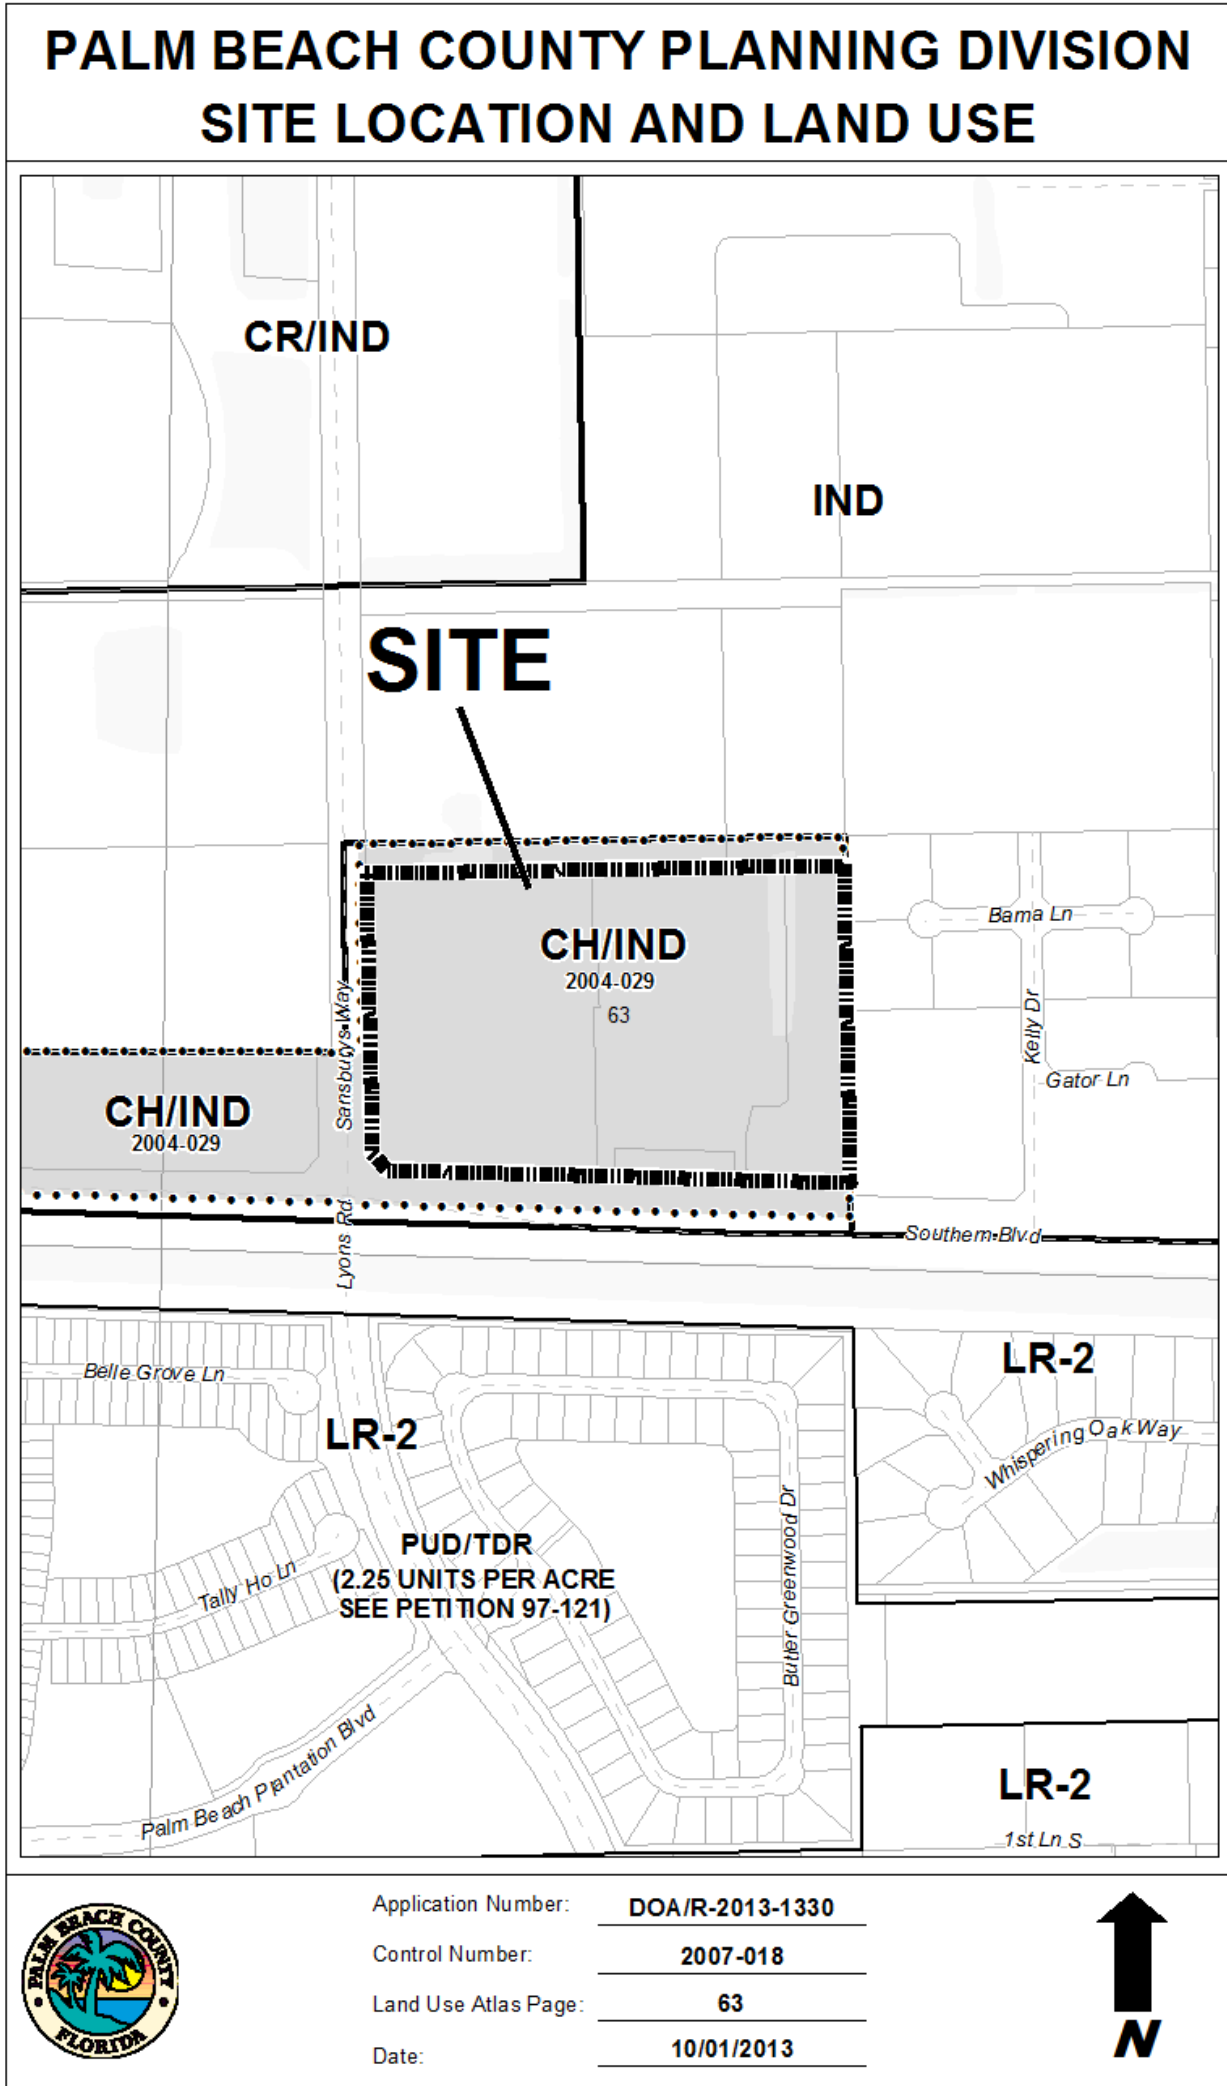 PALM BEACH COUNTY PLANNING DIVISION
SITE LOCATION AND LAND USE
CR/IND
IND
SITE
CH/IND
2004-029
63
Bama Ln
Kelly Dr
Gator Ln
Sansburys Way
CH/IND
2004-029
Lyons Rd
Southern Blvd
Belle Grove Ln
LR-2
LR-2
Whispering Oak Way
PUD/TDR
(2.25 UNITS PER ACRE
SEE PETITION 97-121)
Tally Ho Ln
Butler Greenwood Dr
Palm Beach Plantation Blvd
LR-2
1st Ln S
PALM BEACH COUNTY
FLORIDA
Application Number: DOA/R-2013-1330
Control Number: 2007-018
Land Use Atlas Page: 63
Date: 10/01/2013
N